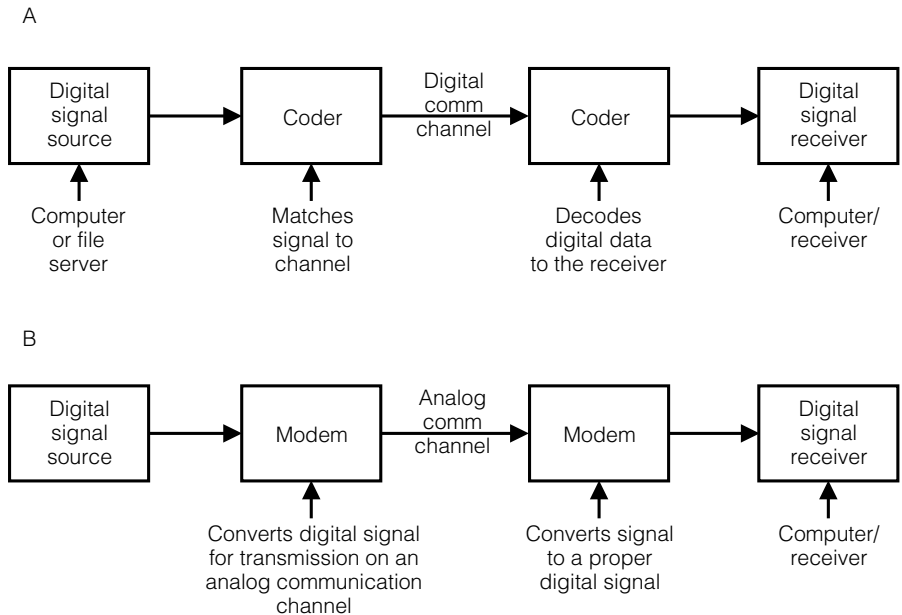 A
Digital
signal
source
Coder
Digital
comm
channel
Coder
Digital
signal
receiver
Computer
or file
server
Matches
signal to
channel
Decodes
digital data
to the receiver
Computer/
receiver
B
Digital
signal
source
Modem
Analog
comm
channel
Modem
Digital
signal
receiver
Converts digital signal
for transmission on an
analog communication
channel
Converts signal
to a proper
digital signal
Computer/
receiver